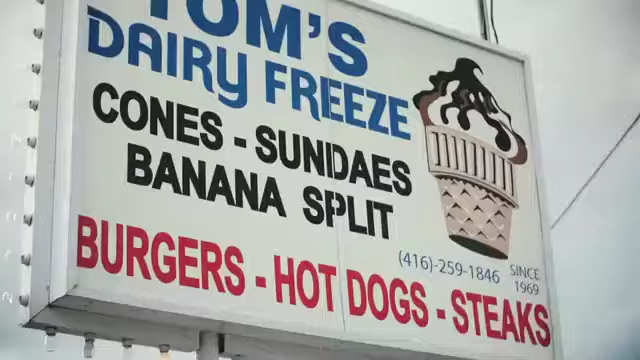 TOM'S
DAIRY FREEZE
CONES - SUNDAES
BANANA SPLIT
(416)-259-1846 SINCE
1969
BURGERS - HOT DOGS - STEAKS